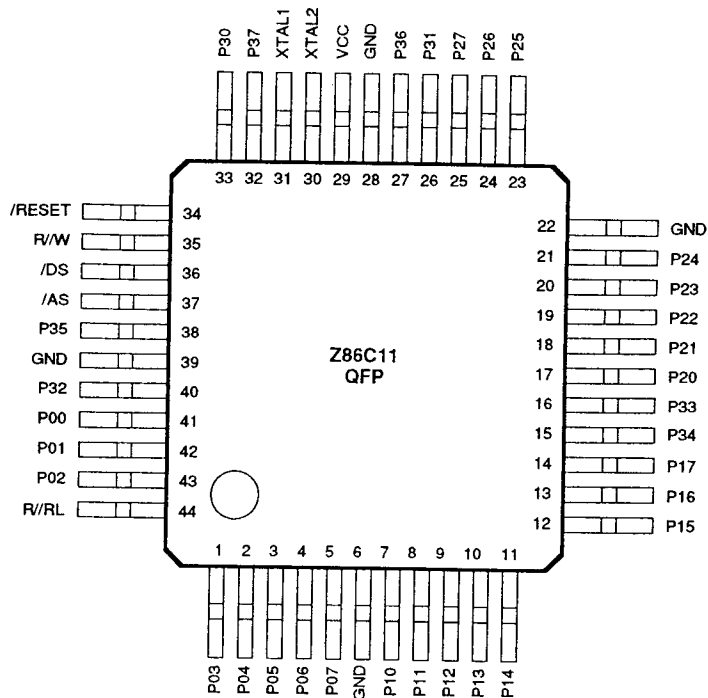 P30 P37 XTAL1 XTAL2 VCC GND P36 P31 P27 P26 P25
33 32 31 30 29 28 27 26 25 24 23
/RESET 34
R//W 35
/DS 36
/AS 37
P35 38
GND 39
P32 40
P00 41
P01 42
P02 43
R//RL 44
Z86C11
QFP
22 GND
21 P24
20 P23
19 P22
18 P21
17 P20
16 P33
15 P34
14 P17
13 P16
12 P15
1 2 3 4 5 6 7 8 9 10 11
P03 P04 P05 P06 P07 GND P10 P11 P12 P13 P14